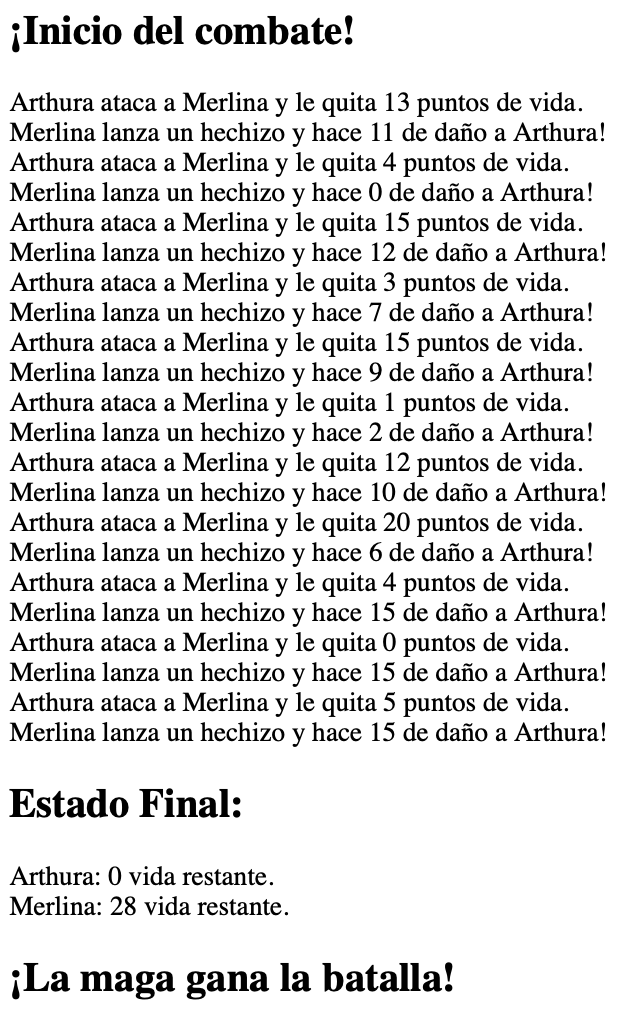 ¡Inicio del combate!
Arthura ataca a Merlina y le quita 13 puntos de vida.
Merlina lanza un hechizo y hace 11 de daño a Arthura!
Arthura ataca a Merlina y le quita 4 puntos de vida.
Merlina lanza un hechizo y hace 0 de daño a Arthura!
Arthura ataca a Merlina y le quita 15 puntos de vida.
Merlina lanza un hechizo y hace 12 de daño a Arthura!
Arthura ataca a Merlina y le quita 3 puntos de vida.
Merlina lanza un hechizo y hace 7 de daño a Arthura!
Arthura ataca a Merlina y le quita 15 puntos de vida.
Merlina lanza un hechizo y hace 9 de daño a Arthura!
Arthura ataca a Merlina y le quita 1 puntos de vida.
Merlina lanza un hechizo y hace 2 de daño a Arthura!
Arthura ataca a Merlina y le quita 12 puntos de vida.
Merlina lanza un hechizo y hace 10 de daño a Arthura!
Arthura ataca a Merlina y le quita 20 puntos de vida.
Merlina lanza un hechizo y hace 6 de daño a Arthura!
Arthura ataca a Merlina y le quita 4 puntos de vida.
Merlina lanza un hechizo y hace 15 de daño a Arthura!
Arthura ataca a Merlina y le quita 0 puntos de vida.
Merlina lanza un hechizo y hace 15 de daño a Arthura!
Arthura ataca a Merlina y le quita 5 puntos de vida.
Merlina lanza un hechizo y hace 15 de daño a Arthura!
Estado Final:
Arthura: 0 vida restante.
Merlina: 28 vida restante.
¡La maga gana la batalla!